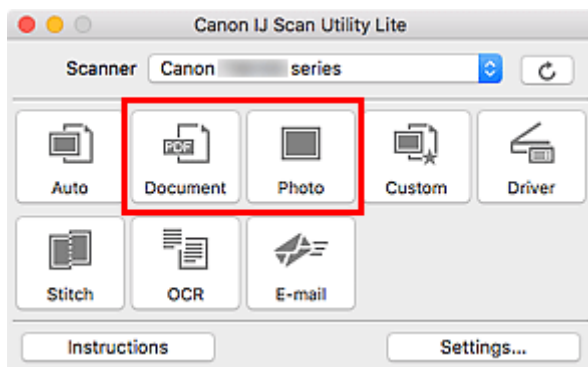 Canon IJ Scan Utility Lite
Scanner Canon series
Auto Document Photo Custom Driver
PDF
Stitch OCR E-mail
Instructions Settings...